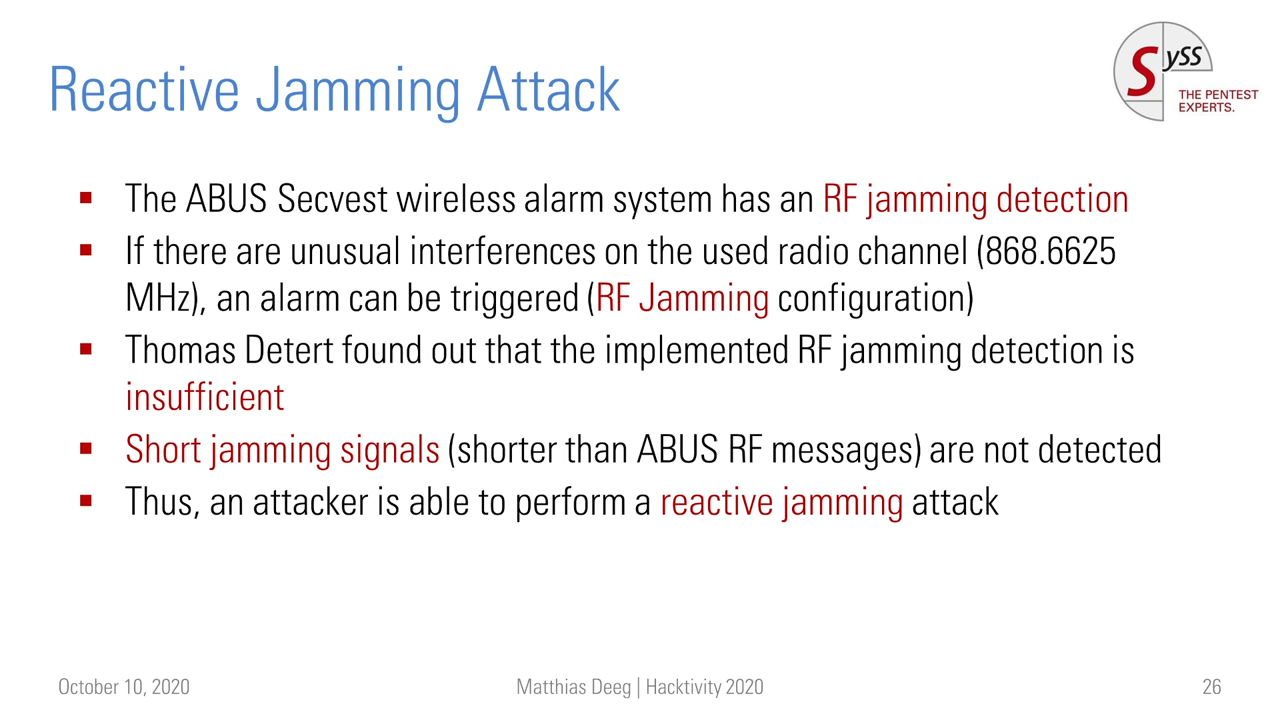 Reactive Jamming Attack
Syss
THE PENTEST
EXPERTS.
▪ The ABUS Secvest wireless alarm system has an RF jamming detection
▪ If there are unusual interferences on the used radio channel (868.6625
MHz), an alarm can be triggered (RF Jamming configuration)
▪ Thomas Detert found out that the implemented RF jamming detection is
insufficient
▪ Short jamming signals (shorter than ABUS RF messages) are not detected
▪ Thus, an attacker is able to perform a reactive jamming attack
October 10, 2020
Matthias Deeg | Hacktivity 2020
26